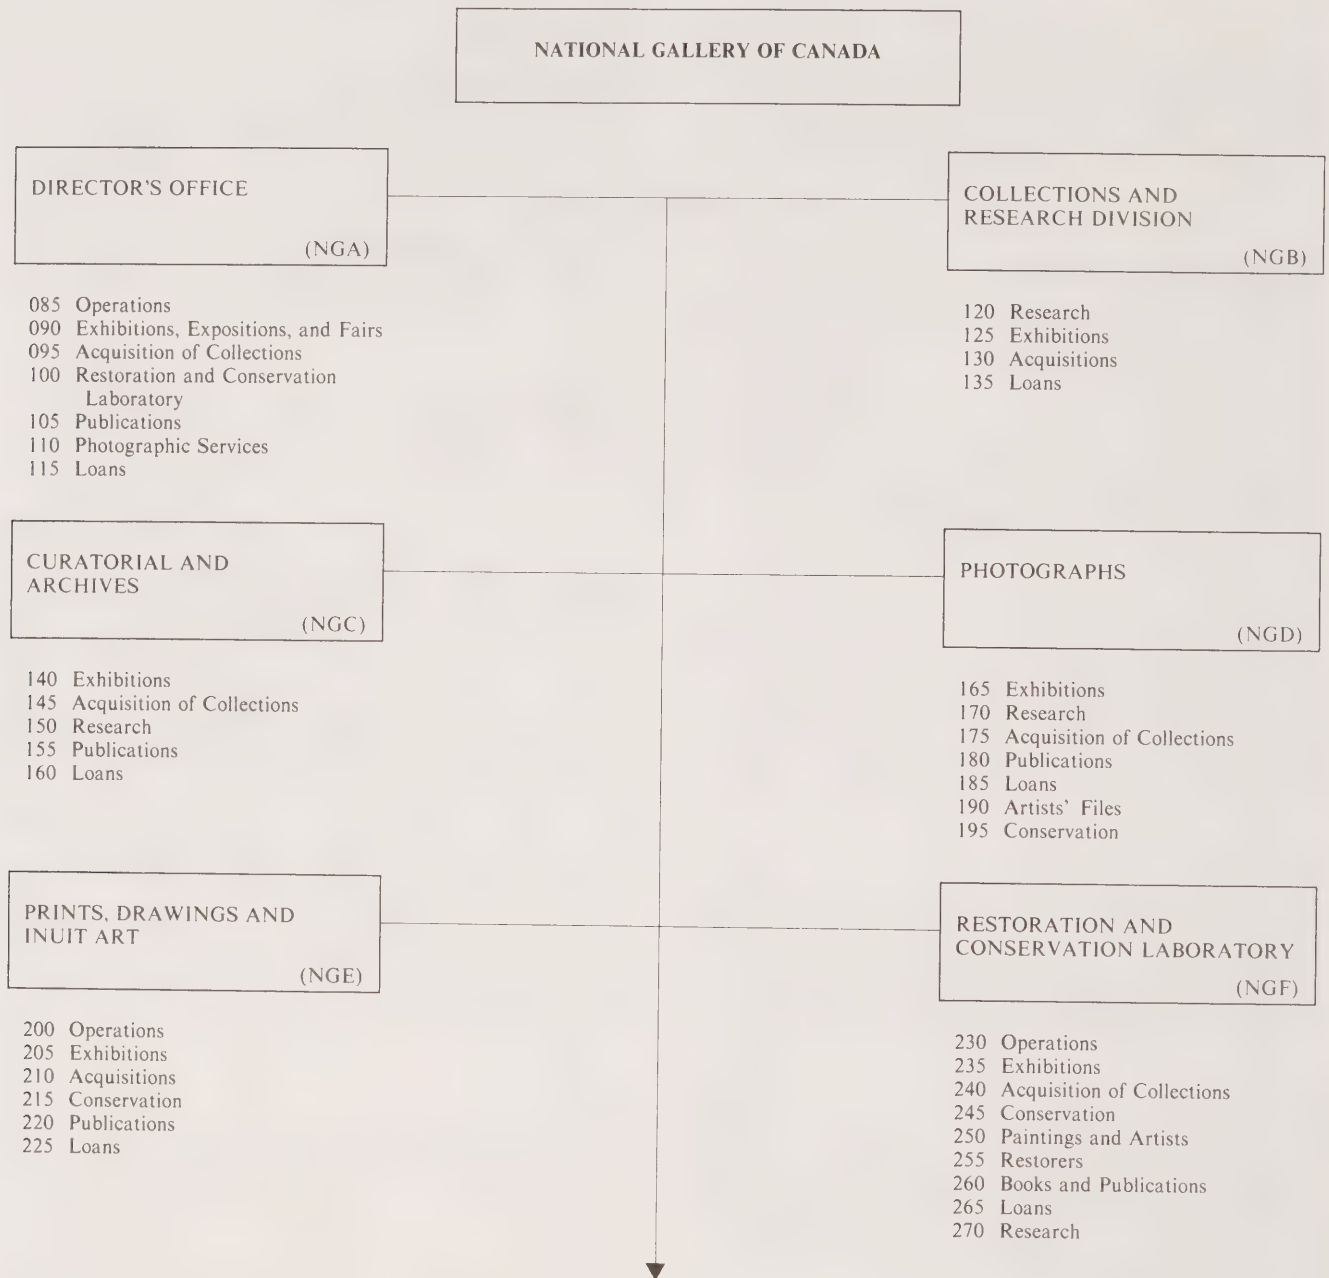 NATIONAL GALLERY OF CANADA
DIRECTOR'S OFFICE
(NGA)
085 Operations
090 Exhibitions, Expositions, and Fairs
095 Acquisition of Collections
100 Restoration and Conservation
Laboratory
105 Publications
110 Photographic Services
115 Loans
COLLECTIONS AND
RESEARCH DIVISION
(NGB)
120 Research
125 Exhibitions
130 Acquisitions
135 Loans
CURATORIAL AND
ARCHIVES
(NGC)
140 Exhibitions
145 Acquisition of Collections
150 Research
155 Publications
160 Loans
PHOTOGRAPHS
(NGD)
165 Exhibitions
170 Research
175 Acquisition of Collections
180 Publications
185 Loans
190 Artists' Files
195 Conservation
PRINTS, DRAWINGS AND
INUIT ART
(NGE)
200 Operations
205 Exhibitions
210 Acquisitions
215 Conservation
220 Publications
225 Loans
RESTORATION AND
CONSERVATION LABORATORY
(NGF)
230 Operations
235 Exhibitions
240 Acquisition of Collections
245 Conservation
250 Paintings and Artists
255 Restorers
260 Books and Publications
265 Loans
270 Research